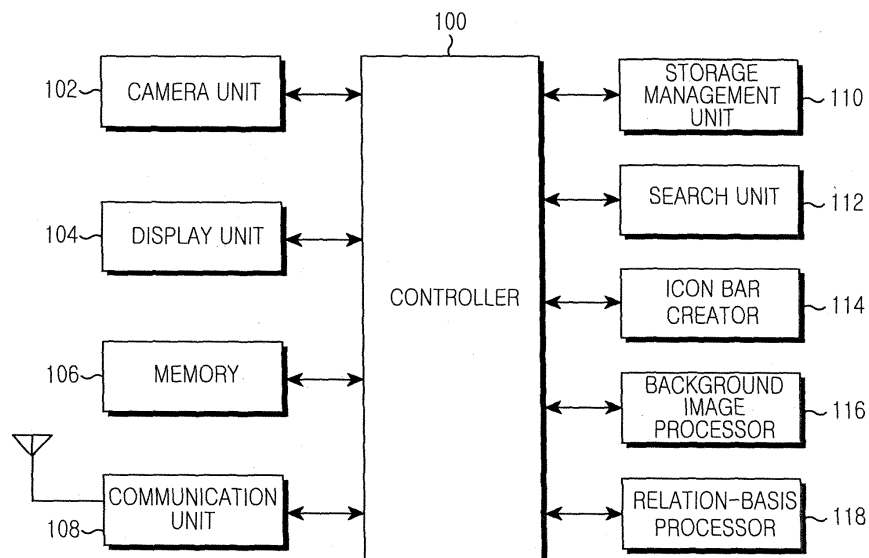 100
102
CAMERA UNIT
STORAGE
MANAGEMENT
UNIT
110
104
DISPLAY UNIT
SEARCH UNIT
112
CONTROLLER
ICON BAR
CREATOR
114
106
MEMORY
BACKGROUND
IMAGE
PROCESSOR
116
108
COMMUNICATION
UNIT
RELATION-BASIS
PROCESSOR
118